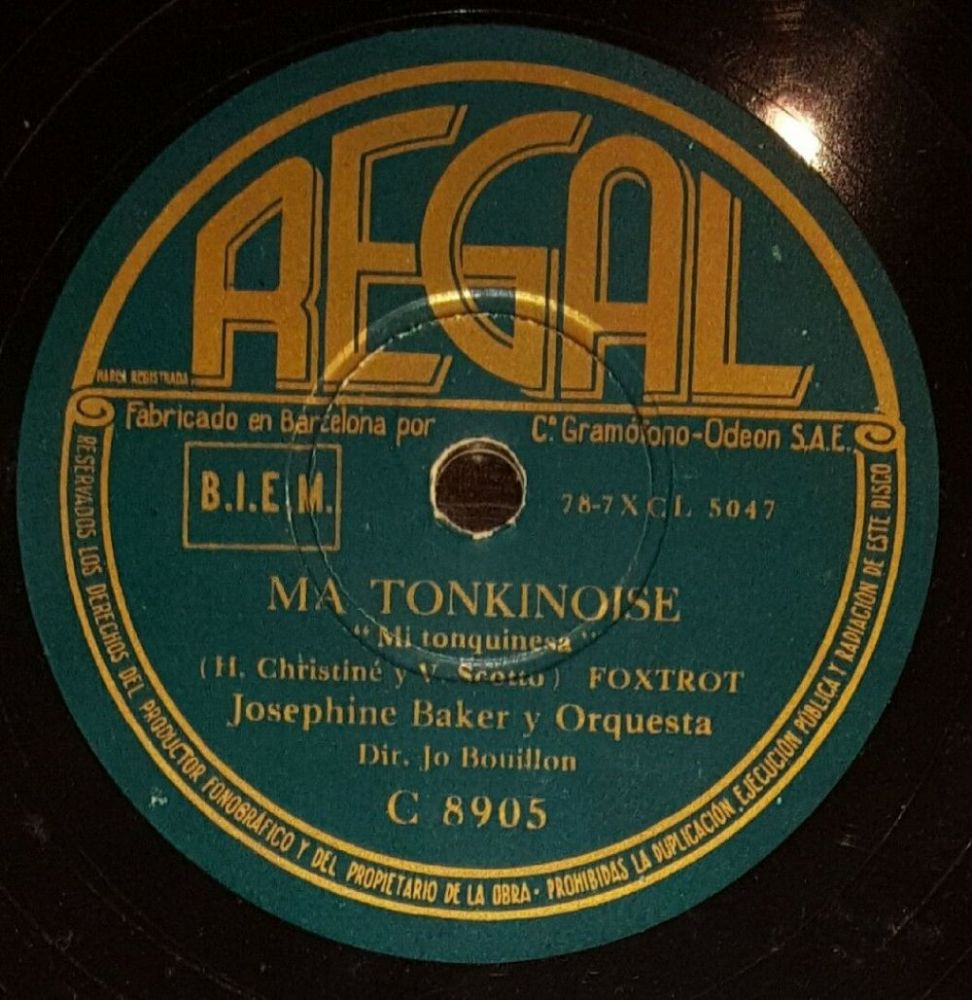 REGAL
MARCA REGISTRADA
Fabricado en Barcelona por Cª Gramófono-Odeon S.A.E.
B.I.E.M.
78-7XCL 5047
MA TONKINOISE
"Mi tonquinesa"
(H. Christiné y V. Scotto) FOXTROT
Josephine Baker y Orquesta
Dir. Jo Bouillon
C 8905
RESERVADOS LOS DERECHOS DEL PRODUCTOR FONOGRÁFICO Y DEL PROPIETARIO DE LA OBRA - PROHIBIDAS LA DUPLICACIÓN, EJECUCIÓN PÚBLICA Y RADIACIÓN DE ESTE DISCO